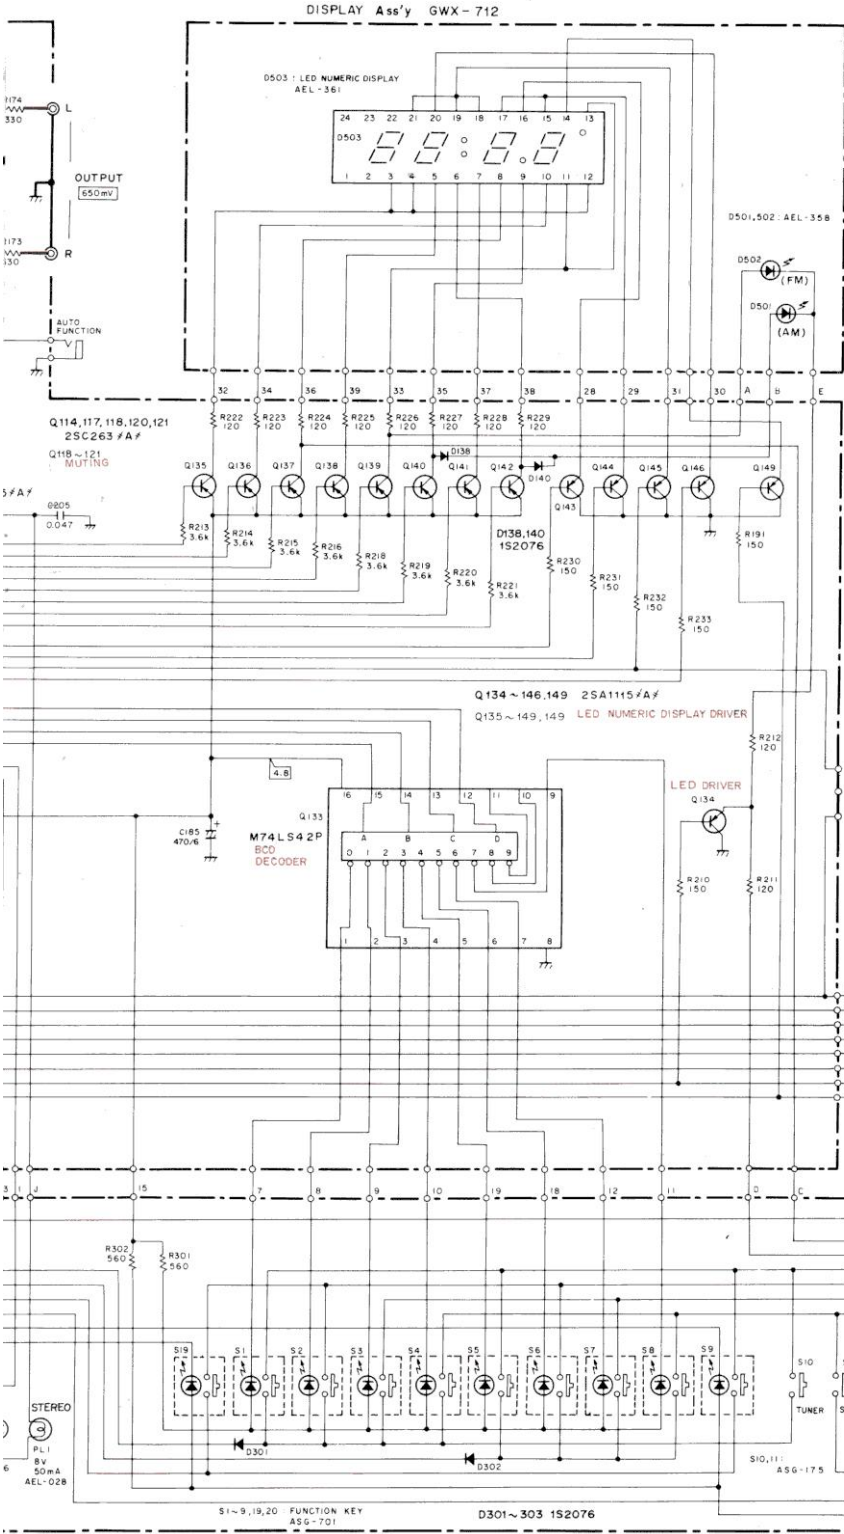 DISPLAY Ass'y GWX-712
D503 : LED NUMERIC DISPLAY
AEL-361
24 23 22 21 20 19 18 17 16 15 14 13
D503
1 2 3 4 5 6 7 8 9 10 11 12
330
L
OUTPUT
650mV
R
D501,502 : AEL-358
D502
(FM)
D501
(AM)
AUTO
FUNCTION
32 34 36 39 33 35 37 38 28 29 31 30 A B E
Q114,117,118,120,121
2SC263 *A*
Q118~121
MUTING
R222
120
R223
120
R224
120
R225
120
R226
120
R227
120
R228
120
R229
120
D138
D140
Q135
Q136
Q137
Q138
Q139
Q140
Q141
Q142
Q143
Q144
Q145
Q146
Q149
0.047
R213
3.6k
R214
3.6k
R215
3.6k
R216
3.6k
R218
3.6k
R219
3.6k
R220
3.6k
R221
3.6k
D138,140
1S2076
R230
150
R231
150
R232
150
R233
150
R191
150
Q134~146,149 2SA1115*A*
Q135~149,149 LED NUMERIC DISPLAY DRIVER
R212
120
4.8
LED DRIVER
Q134
16 15 14 13 12 11 10 9
Q133
M74LS42P
BCD
DECODER
A B C D
0 1 2 3 4 5 6 7 8 9
1 2 3 4 5 6 7 8
C185
470/6
+
R210
150
R211
120
3 I J 15 7 8 9 10 19 18 12 11 D C
R302
560
R301
560
S19 S1 S2 S3 S4 S5 S6 S7 S8 S9 S10
TUNER
STEREO
PL1
8V
50mA
AEL-028
D301
D302
S10,11 :
ASG-175
S1~9,19,20 : FUNCTION KEY
ASG-701
D301~303 1S2076